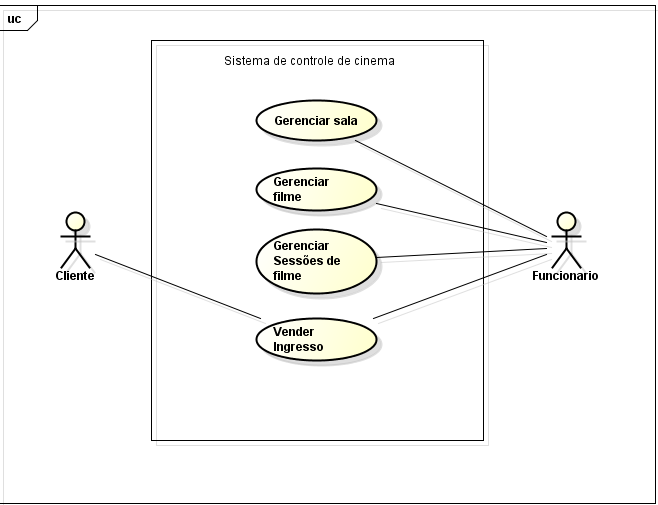 uc
Sistema de controle de cinema
Gerenciar sala
Gerenciar
filme
Gerenciar
Sessões de
filme
Cliente
Funcionario
Vender
Ingresso